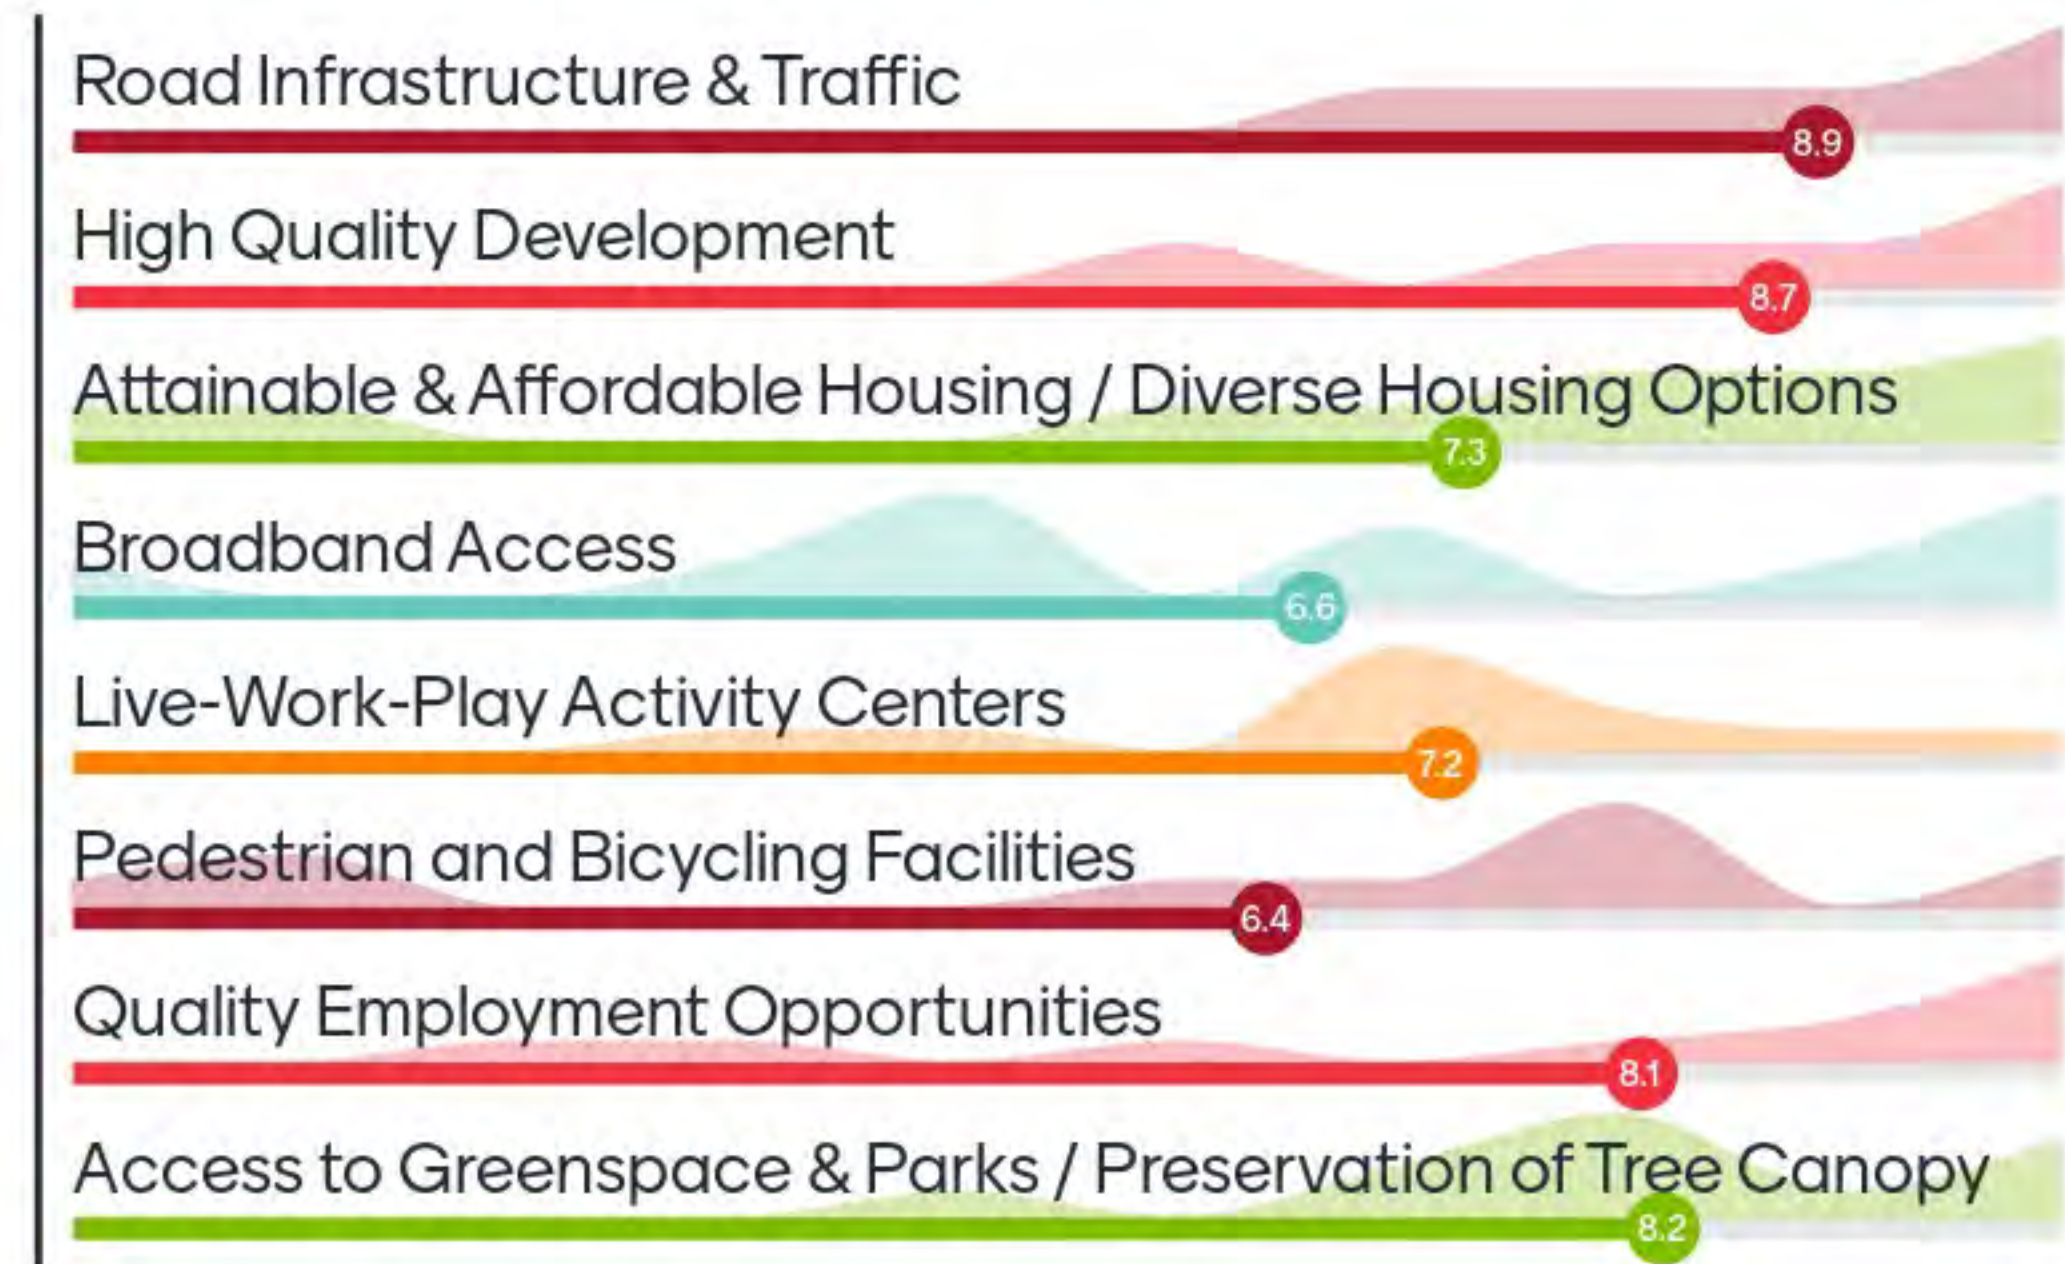 Road Infrastructure & Traffic
8.9
High Quality Development
8.7
Attainable & Affordable Housing / Diverse Housing Options
7.3
Broadband Access
6.6
Live-Work-Play Activity Centers
7.2
Pedestrian and Bicycling Facilities
6.4
Quality Employment Opportunities
8.1
Access to Greenspace & Parks / Preservation of Tree Canopy
8.2